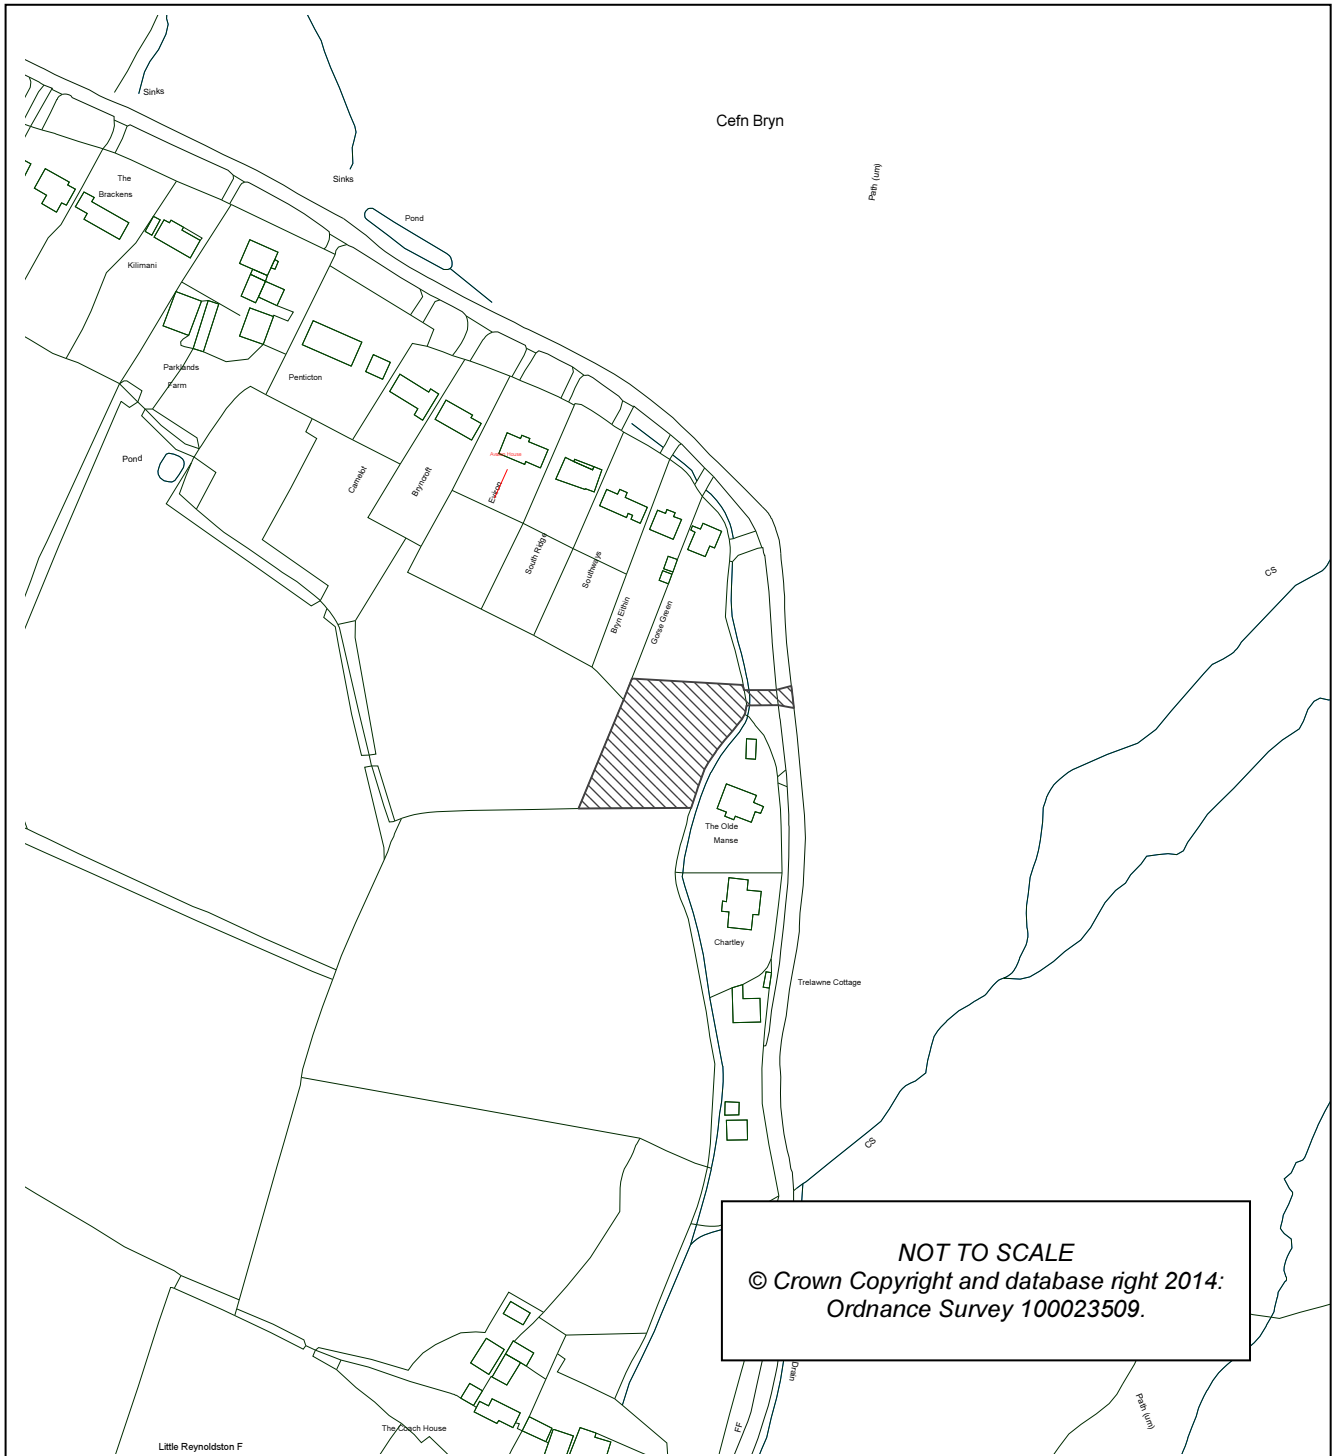 Sinks
Cefn Bryn
Path (um)
The
Brackens
Sinks
Pond
Kilimani
Parklands
Farm
Penticton
Pond
Camelot
Bryncroft
Evkon
South Ridge
Southways
Bryn Eithin
Gorse Green
CS
The Olde
Manse
Chartley
Trelawne Cottage
CS
NOT TO SCALE
© Crown Copyright and database right 2014:
Ordnance Survey 100023509.
Drain
Path (um)
FF
The Coach House
Little Reynoldston F